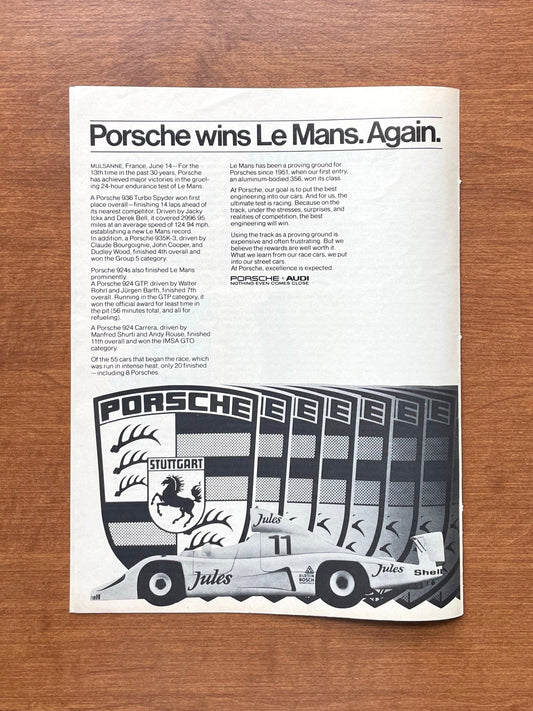 Porsche wins Le Mans. Again.
MULSANNE, France, June 14—For the
13th time in the past 30 years, Porsche
has achieved major victories in the gruel-
ing 24-hour endurance test of Le Mans.
A Porsche 936 Turbo Spyder won first
place overall—finishing 14 laps ahead of
its nearest competitor. Driven by Jacky
Ickx and Derek Bell, it covered 2996.95
miles at an average speed of 124.94 mph,
establishing a new Le Mans record.
In addition, a Porsche 935K-3, driven by
Claude Bourgoignie, John Cooper, and
Dudley Wood, finished 4th overall and
won the Group 5 category.
Porsche 924s also finished Le Mans
prominently.
A Porsche 924 GTP, driven by Walter
Rohrl and Jürgen Barth, finished 7th
overall. Running in the GTP category, it
won the official award for least time in
the pit (56 minutes total, and all for
refueling).
A Porsche 924 Carrera, driven by
Manfred Shurti and Andy Rouse, finished
11th overall and won the IMSA GTO
category.
Of the 55 cars that began the race, which
was run in intense heat, only 20 finished
—including 8 Porsches.
Le Mans has been a proving ground for
Porsches since 1951, when our first entry,
an aluminum-bodied 356, won its class.
At Porsche, our goal is to put the best
engineering into our cars. And for us, the
ultimate test is racing. Because on the
track, under the stresses, surprises, and
realities of competition, the best
engineering will win.
Using the track as a proving ground is
expensive and often frustrating. But we
believe the rewards are well worth it.
What we learn from our race cars, we put
into our street cars.
At Porsche, excellence is expected.
PORSCHE + AUDI
NOTHING EVEN COMES CLOSE
PORSCHE
STUTTGART
Jules
11
Jules
BOSCH
Jules
Shell